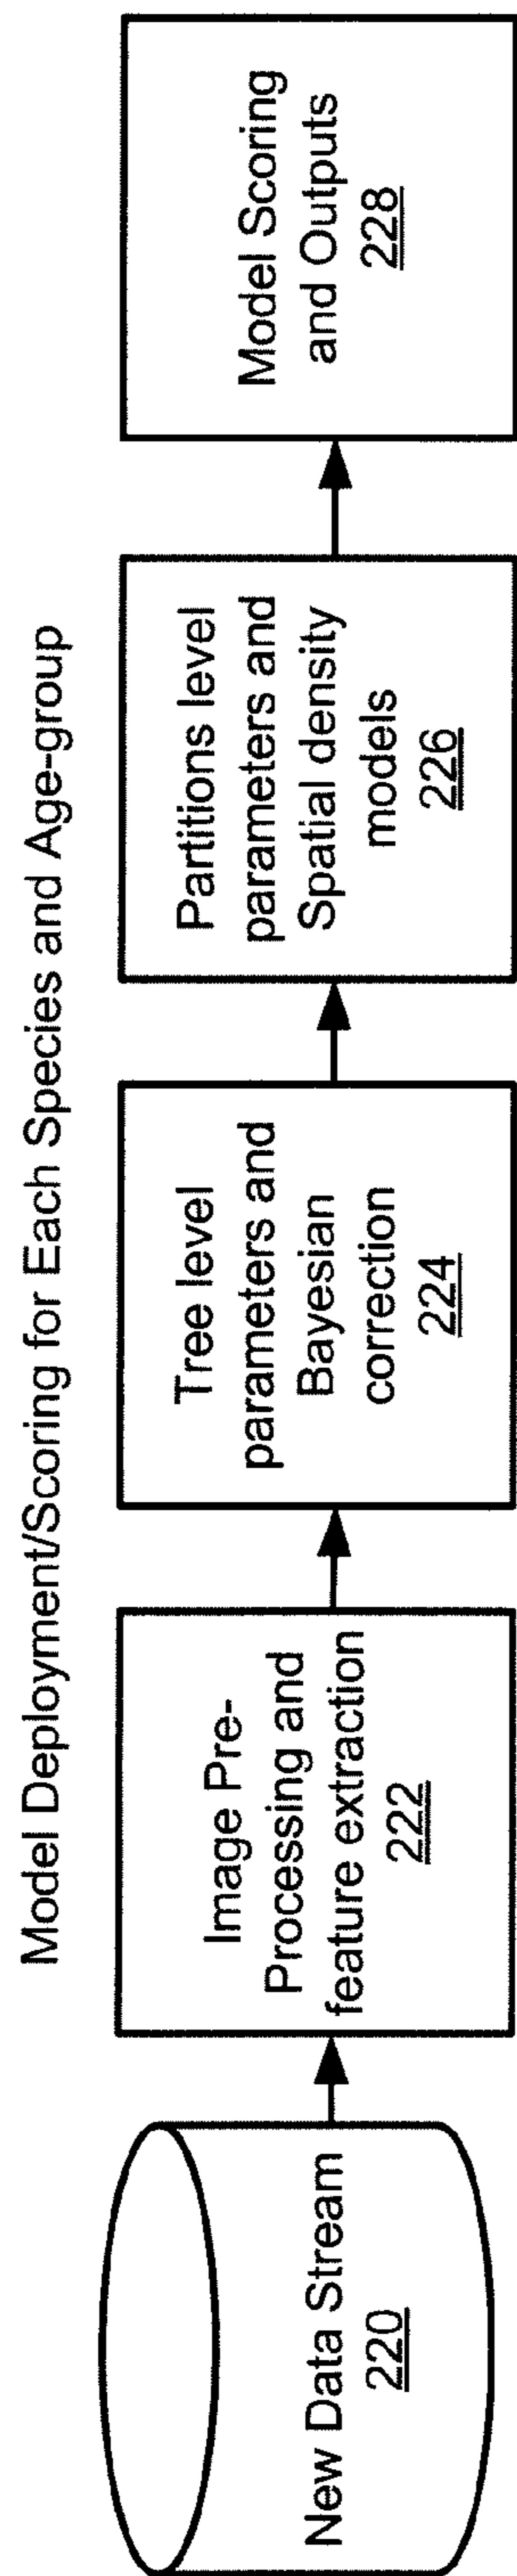 Model Deployment/Scoring for Each Species and Age-group
New Data Stream
220
Image Pre-
Processing and
feature extraction
222
Tree level
parameters and
Bayesian
correction
224
Partitions level
parameters and
Spatial density
models
226
Model Scoring
and Outputs
228